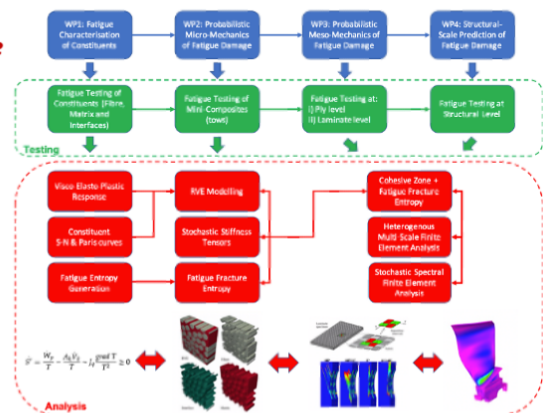 WP1: Fatigue
Characterisation of
Constituents
WP2: Probabilistic
Micro-Mechanics
of Fatigue Damage
WP3: Probabilistic
Meso-Mechanics
of Fatigue Damage
WP4: Structural-
Scale Prediction of
Fatigue Damage
Fatigue Testing of
Constituents (Fibre,
Matrix and
Interfaces)
Fatigue Testing of
Mini-Composites
(tows)
Fatigue Testing at:
i) Ply level
ii) Laminate level
Fatigue Testing at
Structural Level
Testing
Visco Elasto Plastic
Response
RVE Modelling
Cohesive Zone +
Fatigue Fracture
Entropy
Constituent
S-N & Paris curves
Stochastic Stiffness
Tensors
Heterogenous
Multi-Scale Finite
Element Analysis
Fatigue Entropy
Generation
Fatigue Fracture
Entropy
Stochastic Spectral
Finite Element
Analysis
Analysis